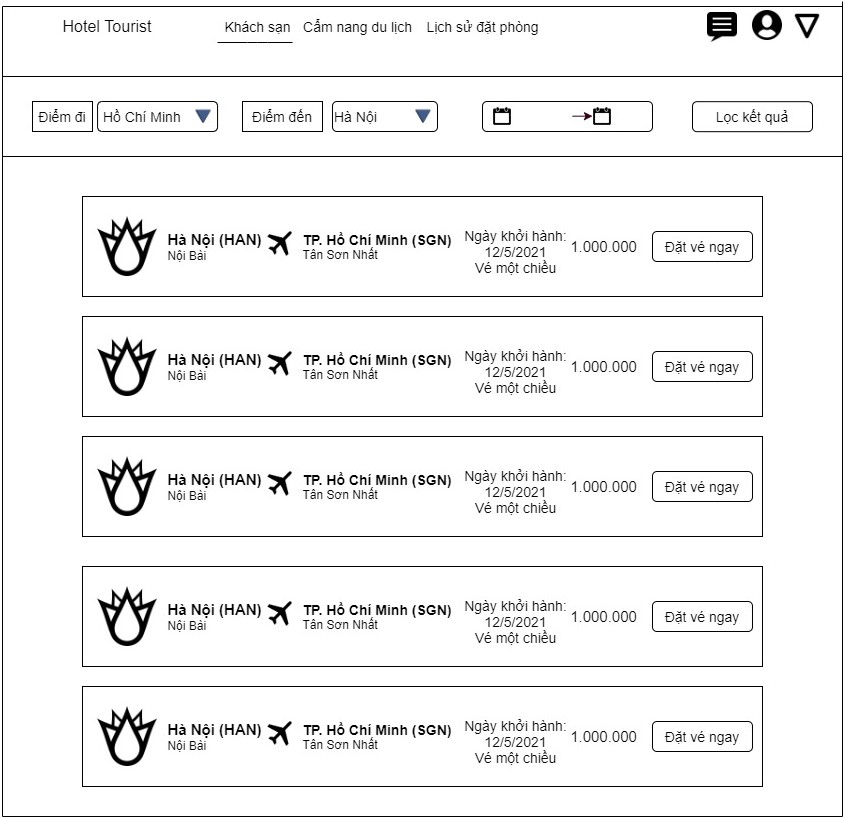 Hotel Tourist
Khách sạn Cẩm nang du lịch Lịch sử đặt phòng
Điểm đi Hồ Chí Minh Điểm đến Hà Nội Lọc kết quả
Hà Nội (HAN) TP. Hồ Chí Minh (SGN)
Nội Bài Tân Sơn Nhất
Ngày khởi hành:
12/5/2021
Vé một chiều
1.000.000
Đặt vé ngay
Hà Nội (HAN) TP. Hồ Chí Minh (SGN)
Nội Bài Tân Sơn Nhất
Ngày khởi hành:
12/5/2021
Vé một chiều
1.000.000
Đặt vé ngay
Hà Nội (HAN) TP. Hồ Chí Minh (SGN)
Nội Bài Tân Sơn Nhất
Ngày khởi hành:
12/5/2021
Vé một chiều
1.000.000
Đặt vé ngay
Hà Nội (HAN) TP. Hồ Chí Minh (SGN)
Nội Bài Tân Sơn Nhất
Ngày khởi hành:
12/5/2021
Vé một chiều
1.000.000
Đặt vé ngay
Hà Nội (HAN) TP. Hồ Chí Minh (SGN)
Nội Bài Tân Sơn Nhất
Ngày khởi hành:
12/5/2021
Vé một chiều
1.000.000
Đặt vé ngay